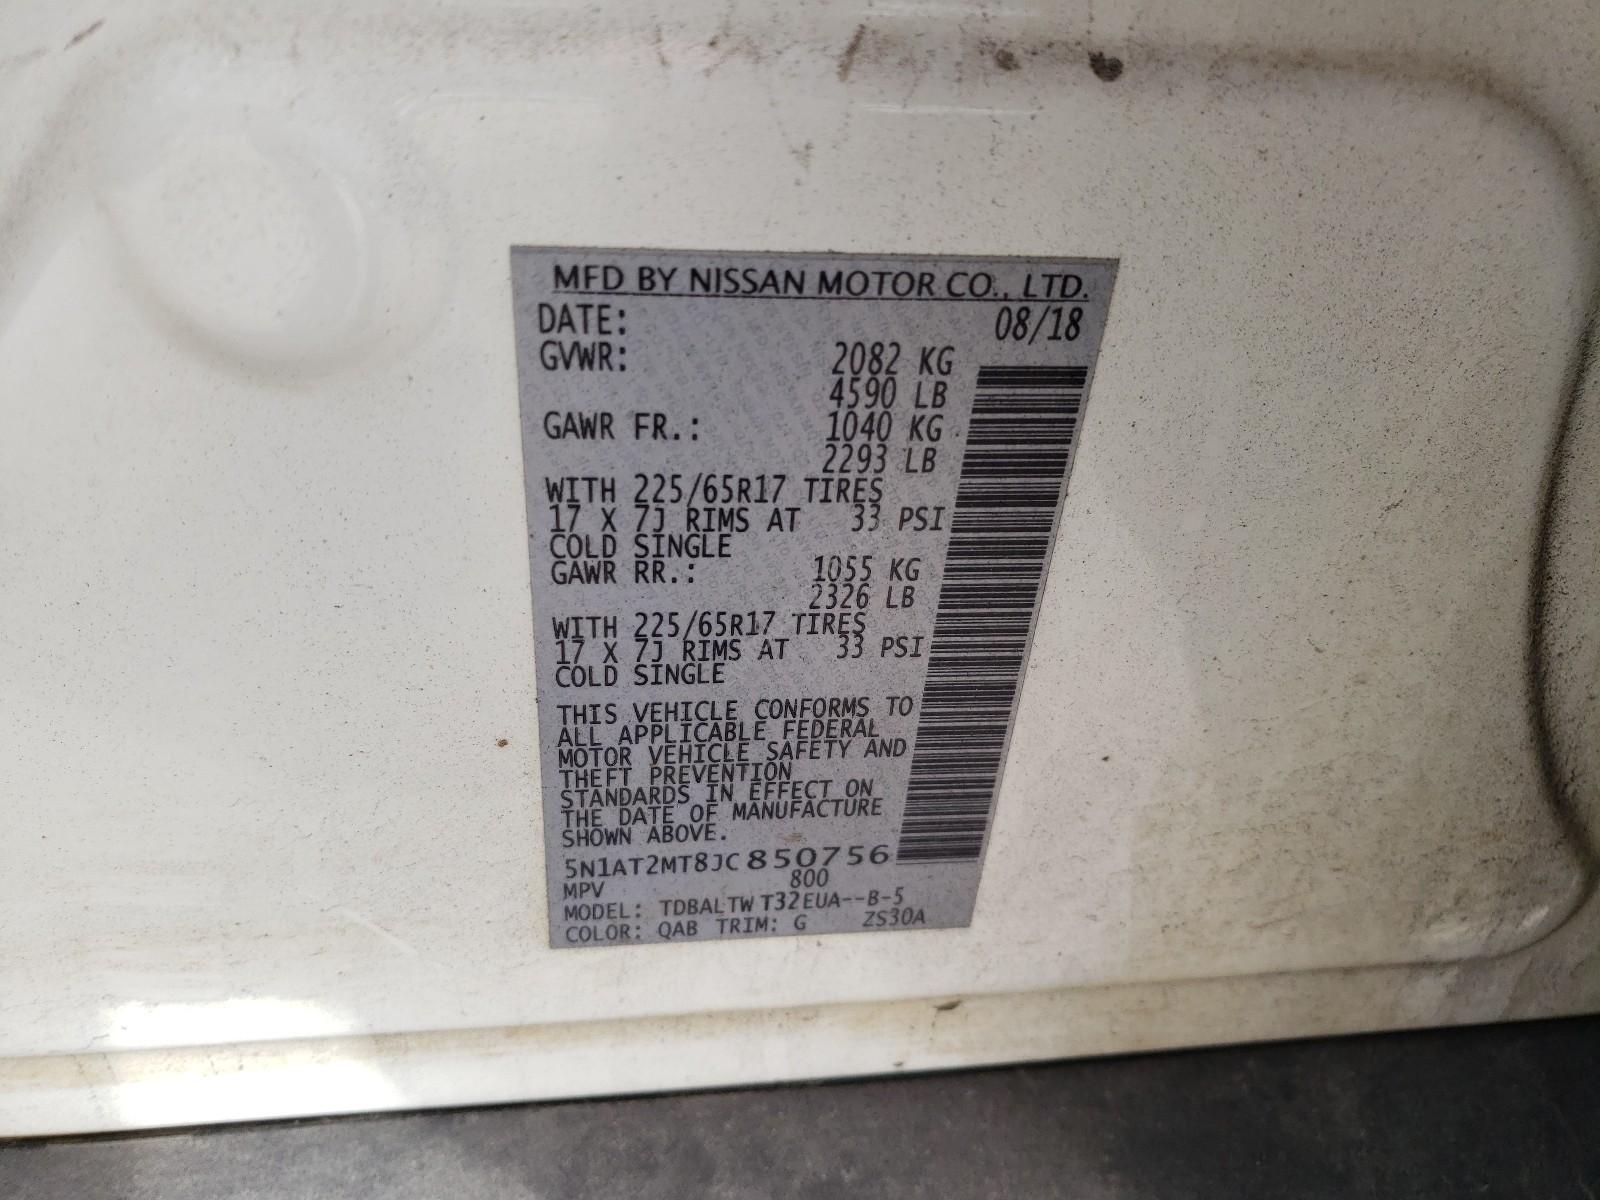 MFD BY NISSAN MOTOR CO., LTD.
DATE: 08/18
GVWR: 2082 KG
4590 LB
GAWR FR.: 1040 KG
2293 LB
WITH 225/65R17 TIRES
17 X 7J RIMS AT 33 PSI
COLD SINGLE
GAWR RR.: 1055 KG
2326 LB
WITH 225/65R17 TIRES
17 X 7J RIMS AT 33 PSI
COLD SINGLE
THIS VEHICLE CONFORMS TO
ALL APPLICABLE FEDERAL
MOTOR VEHICLE SAFETY AND
THEFT PREVENTION
STANDARDS IN EFFECT ON
THE DATE OF MANUFACTURE
SHOWN ABOVE.
5N1AT2MT8JC850756
MPV 800
MODEL: TDBALTW T32EUA--B-5
COLOR: QAB TRIM: G ZS30A